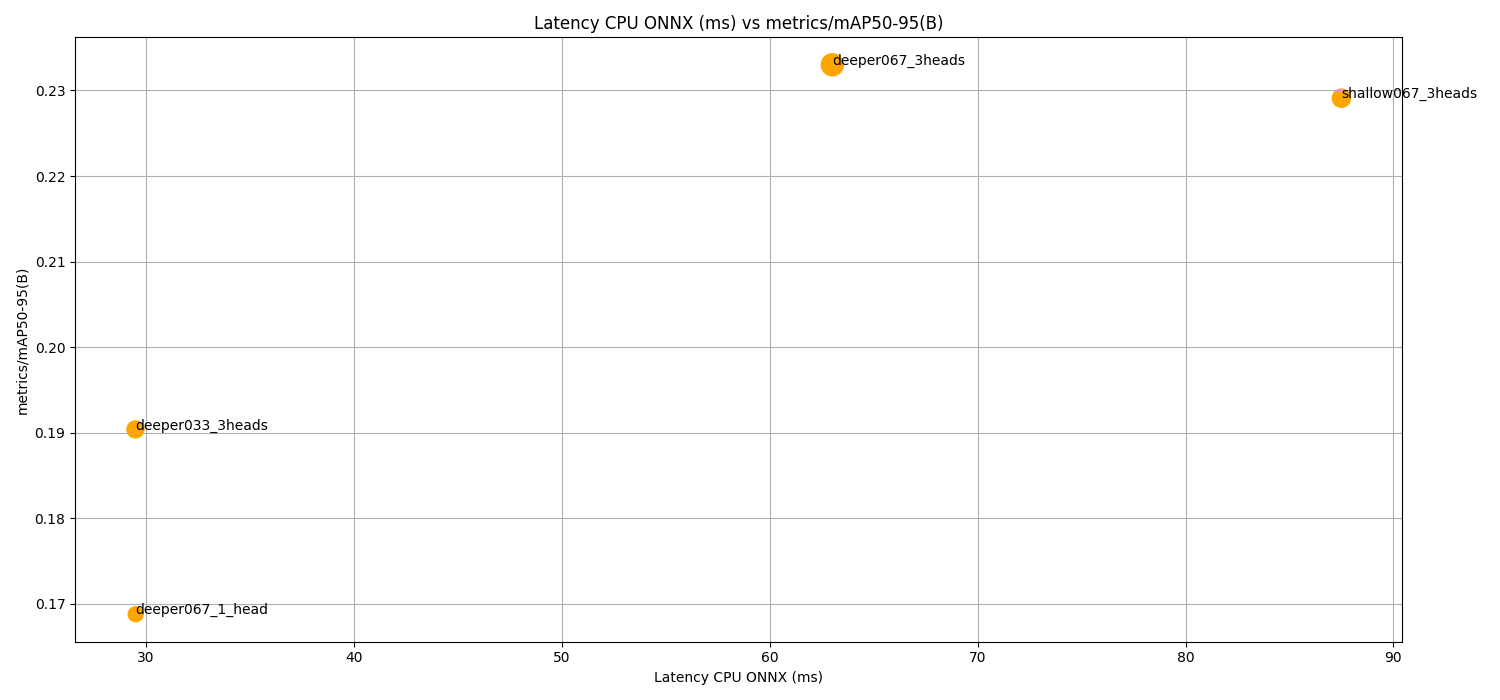 Latency CPU ONNX (ms) vs metrics/mAP50-95(B)
metrics/mAP50-95(B)
0.23
0.22
0.21
0.20
0.19
0.18
0.17
deeper067_3heads
shallow067_3heads
deeper033_3heads
deeper067_1_head
30
40
50
60
70
80
90
Latency CPU ONNX (ms)